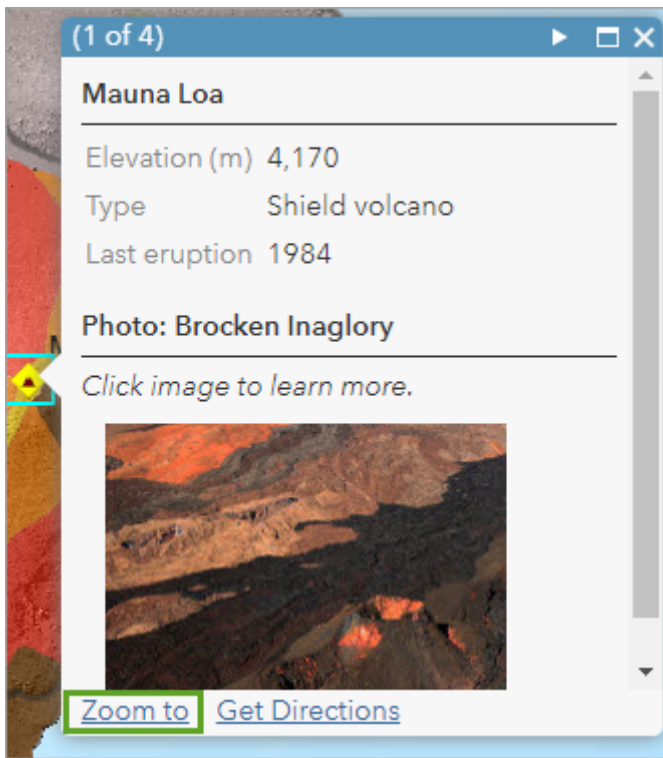 (1 of 4)
Mauna Loa
Elevation (m) 4,170
Type Shield volcano
Last eruption 1984
Photo: Brocken Inaglory
Click image to learn more.
Zoom to Get Directions